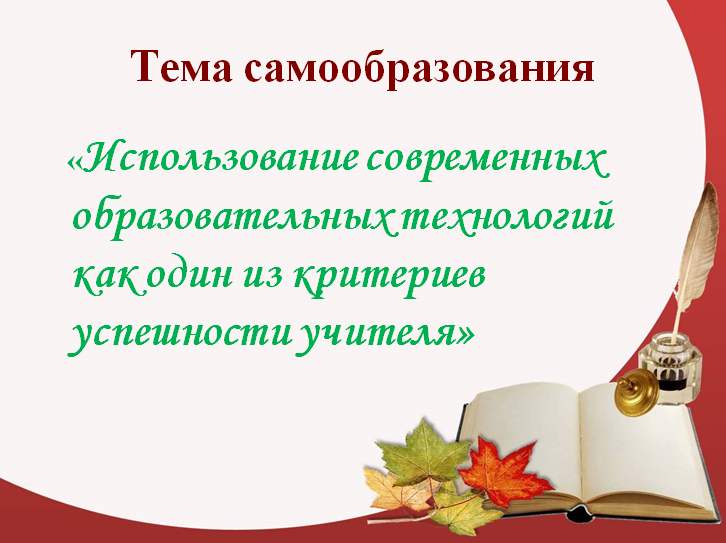 Тема самообразования
«Использование современных
образовательных технологий
как один из критериев
успешности учителя»